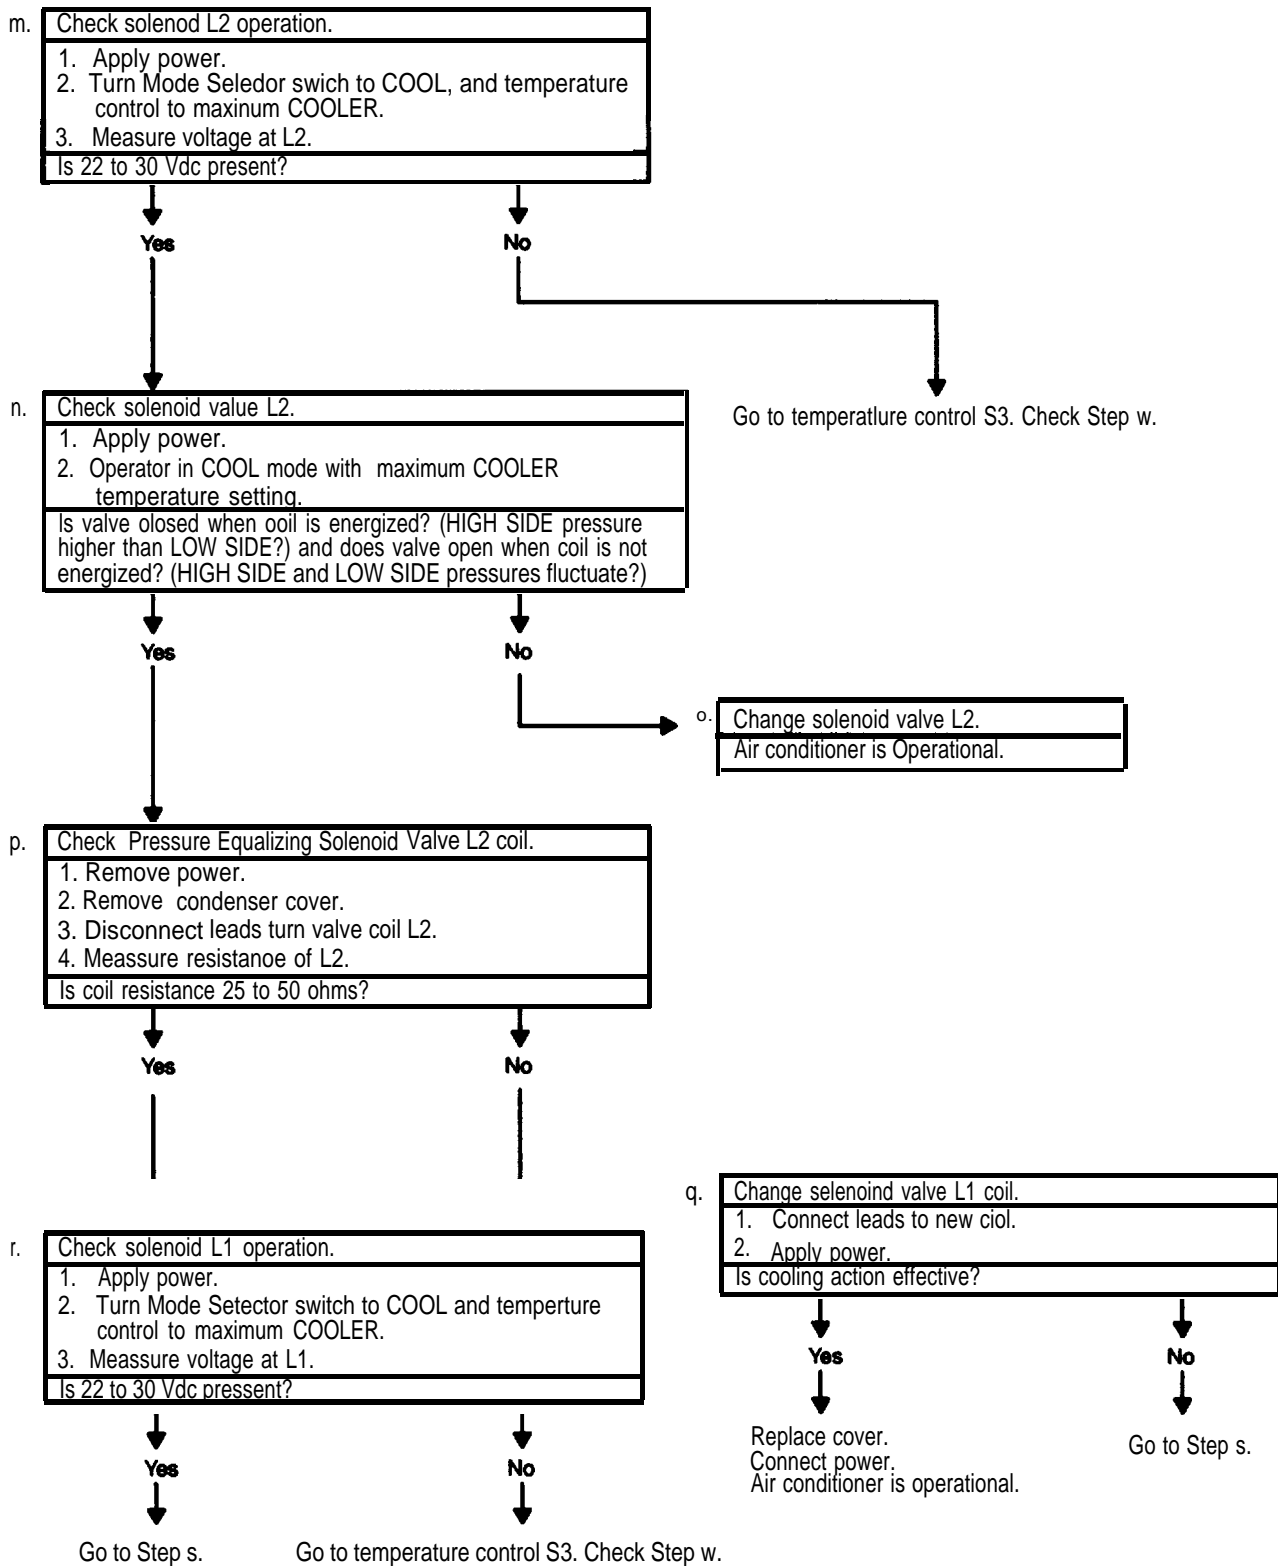 m.
Check solenod L2 operation.
1. Apply power.
2. Turn Mode Seledor swich to COOL, and temperature
control to maxinum COOLER.
3. Measure voltage at L2.
Is 22 to 30 Vdc present?
Yes
No
Go to temperatlure control S3. Check Step w.
n.
Check solenoid value L2.
1. Apply power.
2. Operator in COOL mode with maximum COOLER
temperature setting.
Is valve olosed when ooil is energized? (HIGH SIDE pressure
higher than LOW SIDE?) and does valve open when coil is not
energized? (HIGH SIDE and LOW SIDE pressures fluctuate?)
Yes
No
o.
Change solenoid valve L2.
Air conditioner is Operational.
p.
Check Pressure Equalizing Solenoid Valve L2 coil.
1. Remove power.
2. Remove condenser cover.
3. Disconnect leads turn valve coil L2.
4. Meassure resistanoe of L2.
Is coil resistance 25 to 50 ohms?
Yes
No
q.
Change selenoind valve L1 coil.
1. Connect leads to new ciol.
2. Apply power.
Is cooling action effective?
Yes
No
Replace cover.
Connect power.
Air conditioner is operational.
Go to Step s.
r.
Check solenoid L1 operation.
1. Apply power.
2. Turn Mode Setector switch to COOL and temperture
control to maximum COOLER.
3. Meassure voltage at L1.
Is 22 to 30 Vdc pressent?
Yes
No
Go to Step s.
Go to temperature control S3. Check Step w.